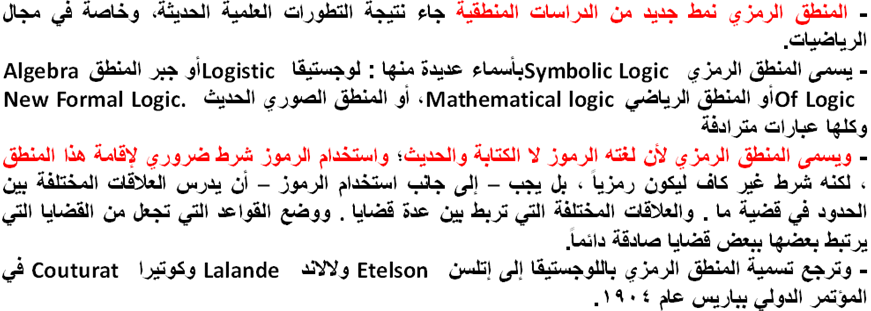 - المنطق الرمزي نمط جديد من الدراسات المنطقية جاء نتيجة التطورات العلمية الحديثة، وخاصة في مجال
الرياضيات.
- يسمى المنطق الرمزي Symbolic Logic بأسماء عديدة منها : لوجستيقا Logistic أو جبر المنطق Algebra
Of Logic أو المنطق الرياضي Mathematical logic، أو المنطق الصوري الحديث New Formal Logic.
وكلها عبارات مترادفة
- ويسمى المنطق الرمزي لأن لغته الرموز لا الكتابة والحديث؛ واستخدام الرموز شرط ضروري لإقامة هذا المنطق
، لكنه شرط غير كاف ليكون رمزياً ، بل يجب – إلى جانب استخدام الرموز – أن يدرس العلاقات المختلفة بين
الحدود في قضية ما . والعلاقات المختلفة التي تربط بين عدة قضايا . ووضع القواعد التي تجعل من القضايا التي
يرتبط بعضها ببعض قضايا صادقة دائماً.
- وترجع تسمية المنطق الرمزي باللوجستيقا إلى إتلسن Etelson ولالاند Lalande وكوتيرا Couturat في
المؤتمر الدولي بباريس عام ١٩٠٤.